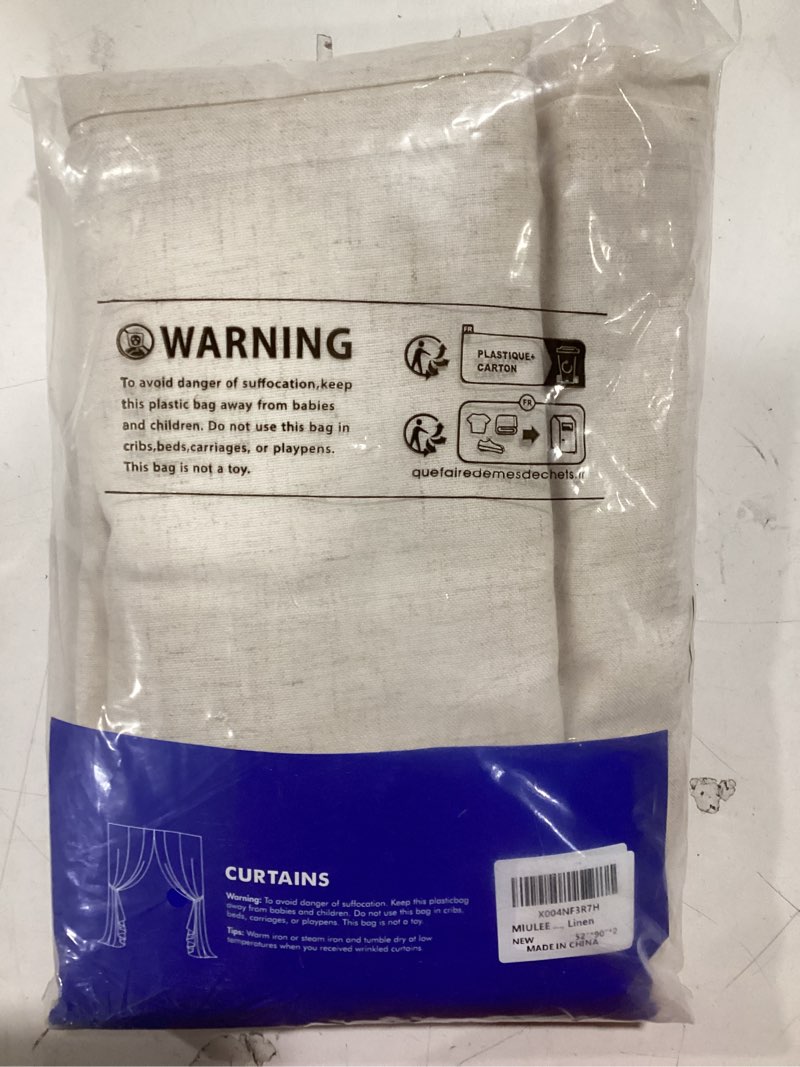 WARNING
To avoid danger of suffocation,keep
this plastic bag away from babies
and children. Do not use this bag in
cribs,beds,carriages, or playpens.
This bag is not a toy.
FR
PLASTIQUE+
CARTON
FR
quefairedemesdechets.fr
CURTAINS
Warning: To avoid danger of suffocation. Keep this plasticbag
away from babies and children. Do not use this bag in cribs,
beds, carriages, or playpens. This bag is not a toy.
Tips: Warm iron or steam iron and tumble dry at low
temperatures when you received wrinkled curtains
X004NF3R7H
MIULEE ... Linen
NEW 52"*90"*2
MADE IN CHINA